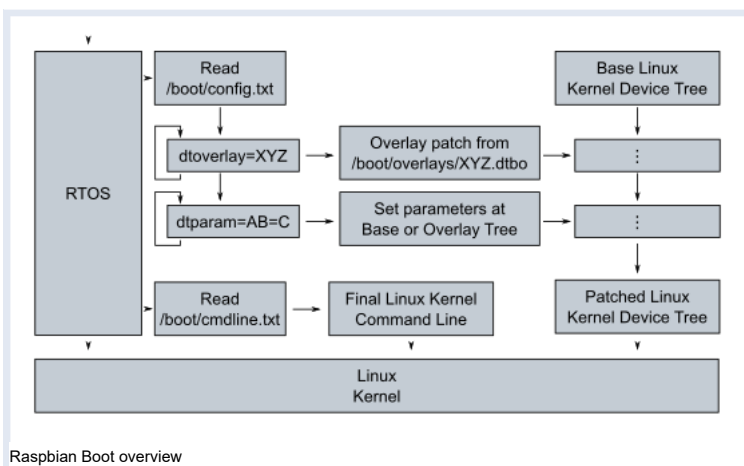 RTOS
Read
/boot/config.txt
Base Linux
Kernel Device Tree
dtoverlay=XYZ
Overlay patch from
/boot/overlays/XYZ.dtbo
⋮
dtparam=AB=C
Set parameters at
Base or Overlay Tree
⋮
Read
/boot/cmdline.txt
Final Linux Kernel
Command Line
Patched Linux
Kernel Device Tree
Linux
Kernel
Raspbian Boot overview